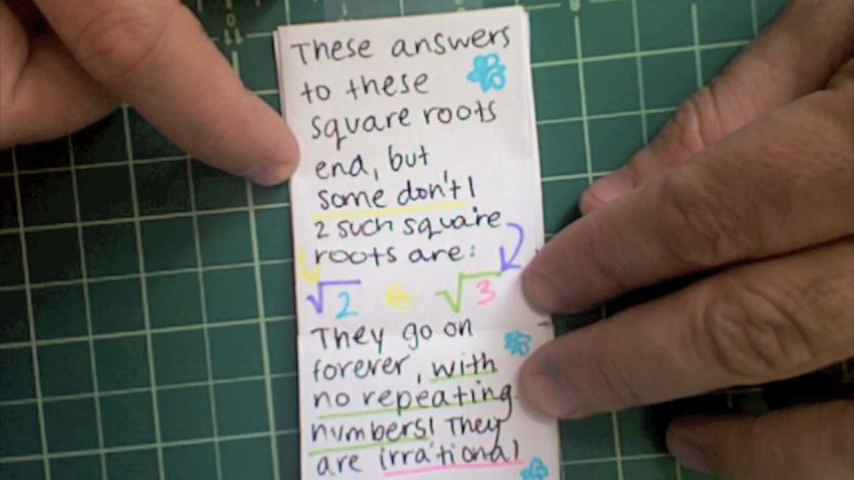 These answers
to these
square roots
end, but
some don't!
2 such square
roots are:
√2 & √3
They go on
forever, with
no repeating
numbers! They
are irrational